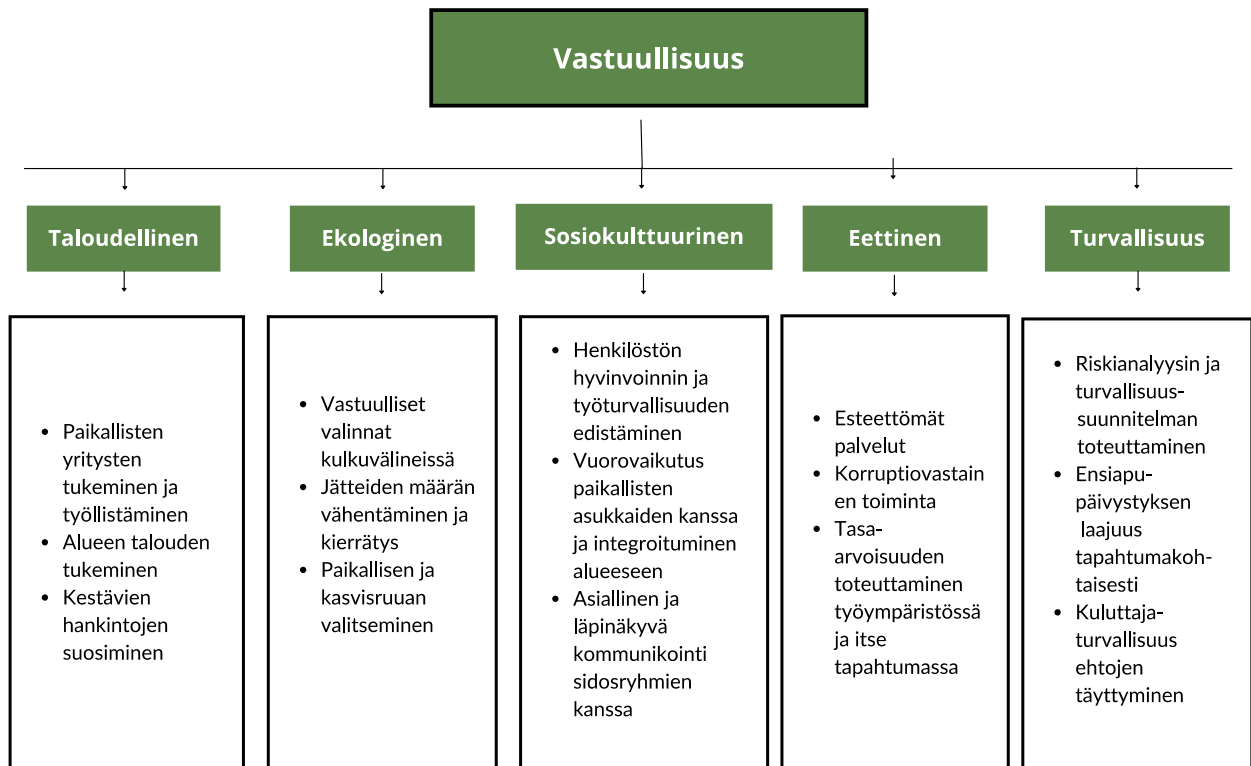 Vastuullisuus
Taloudellinen
Ekologinen
Sosiokulttuurinen
Eettinen
Turvallisuus
• Paikallisten
yritysten
tukeminen ja
työllistäminen
• Alueen talouden
tukeminen
• Kestävien
hankintojen
suosiminen
• Vastuulliset
valinnat
kulkuvälineissä
• Jätteiden määrän
vähentäminen ja
kierrätys
• Paikallisen ja
kasvisruuan
valitseminen
• Henkilöstön
hyvinvoinnin ja
työturvallisuuden
edistäminen
• Vuorovaikutus
paikallisten
asukkaiden kanssa
ja integroituminen
alueeseen
• Asiallinen ja
läpinäkyvä
kommunikointi
sidosryhmien
kanssa
• Esteettömät
palvelut
• Korruptiovastain
en toiminta
• Tasa-
arvoisuuden
toteuttaminen
työympäristössä
ja itse
tapahtumassa
• Riskianalyysin ja
turvallisuus-
suunnitelman
toteuttaminen
• Ensiapu-
päivystyksen
laajuus
tapahtumakoh-
taisesti
• Kuluttaja-
turvallisuus
ehtojen
täyttyminen